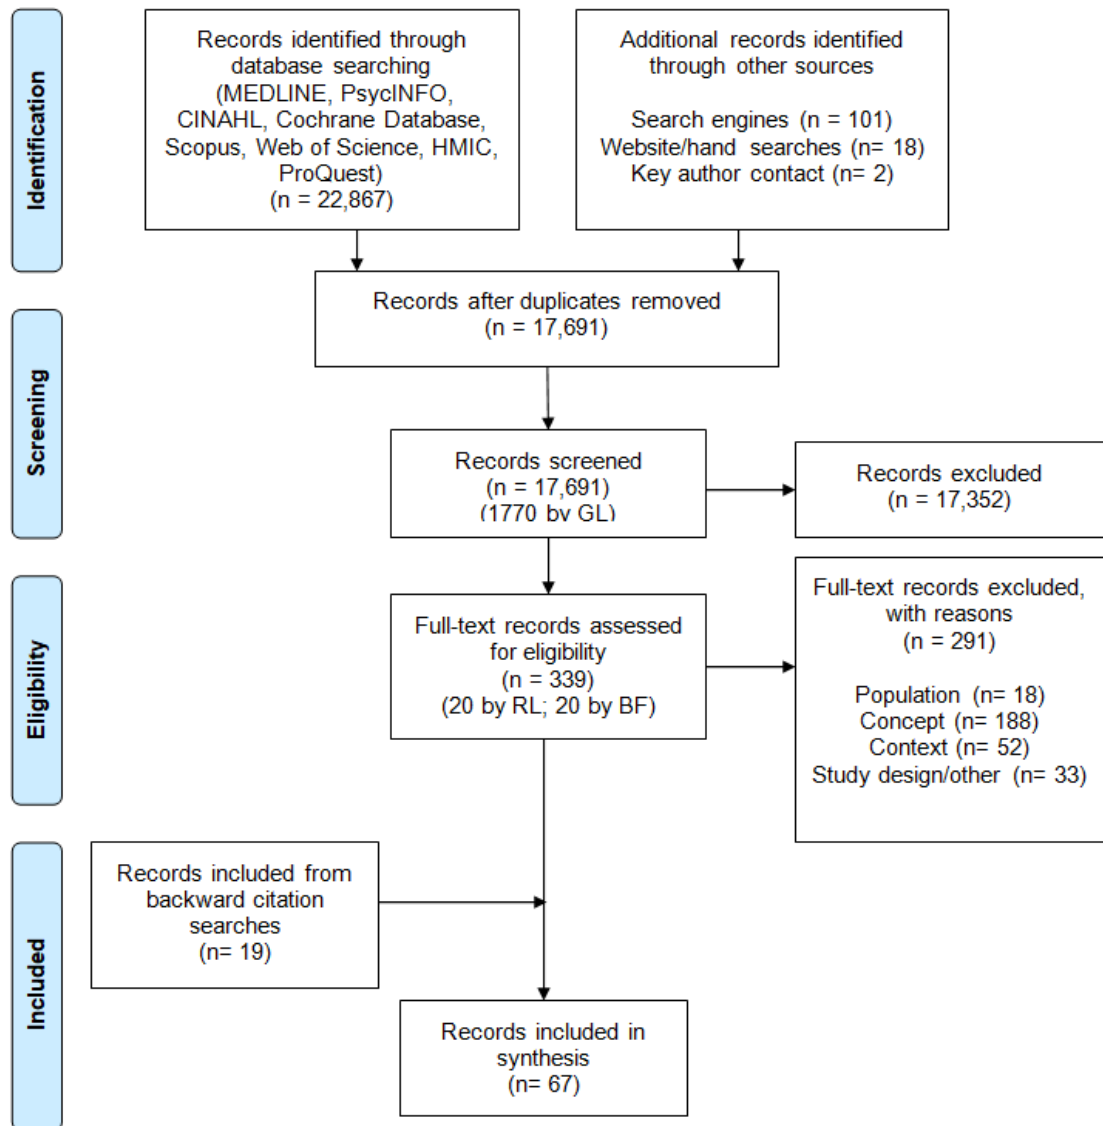 Identification
Records identified through
database searching
(MEDLINE, PsycINFO,
CINAHL, Cochrane Database,
Scopus, Web of Science, HMIC,
ProQuest)
(n = 22,867)
Additional records identified
through other sources
Search engines (n = 101)
Website/hand searches (n= 18)
Key author contact (n= 2)
Records after duplicates removed
(n = 17,691)
Screening
Records screened
(n = 17,691)
(1770 by GL)
Records excluded
(n = 17,352)
Eligibility
Full-text records assessed
for eligibility
(n = 339)
(20 by RL; 20 by BF)
Full-text records excluded,
with reasons
(n = 291)
Population (n= 18)
Concept (n= 188)
Context (n= 52)
Study design/other (n= 33)
Included
Records included from
backward citation
searches
(n= 19)
Records included in
synthesis
(n= 67)